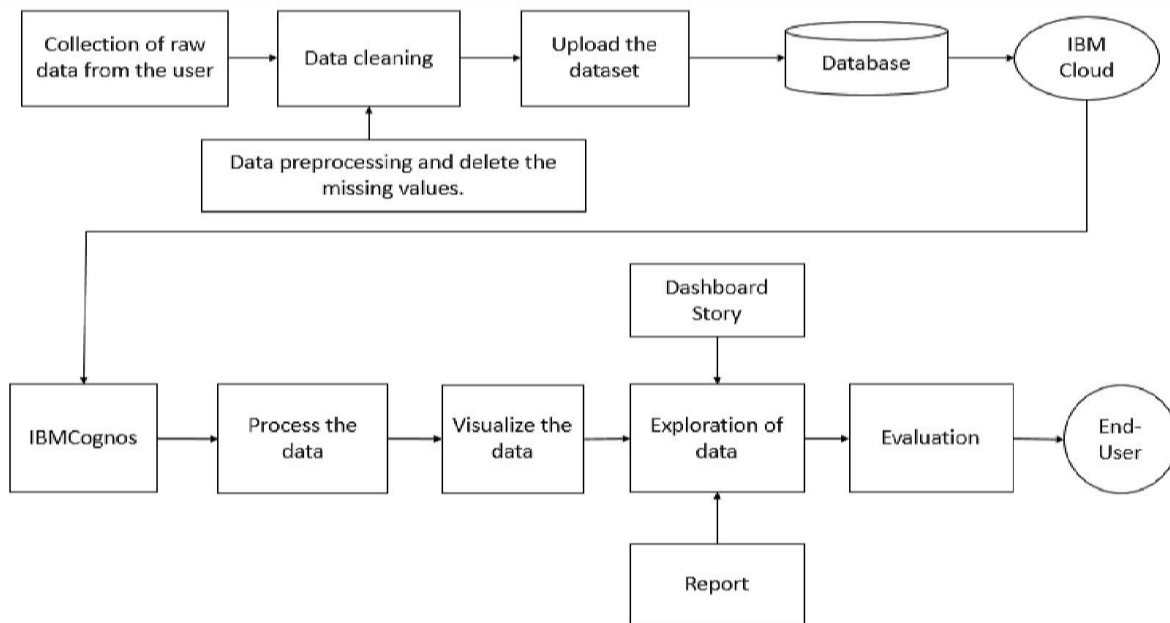 Collection of raw
data from the user
Data cleaning
Upload the
dataset
Database
IBM
Cloud
Data preprocessing and delete the
missing values.
Dashboard
Story
IBMCognos
Process the
data
Visualize the
data
Exploration of
data
Evaluation
End-
User
Report